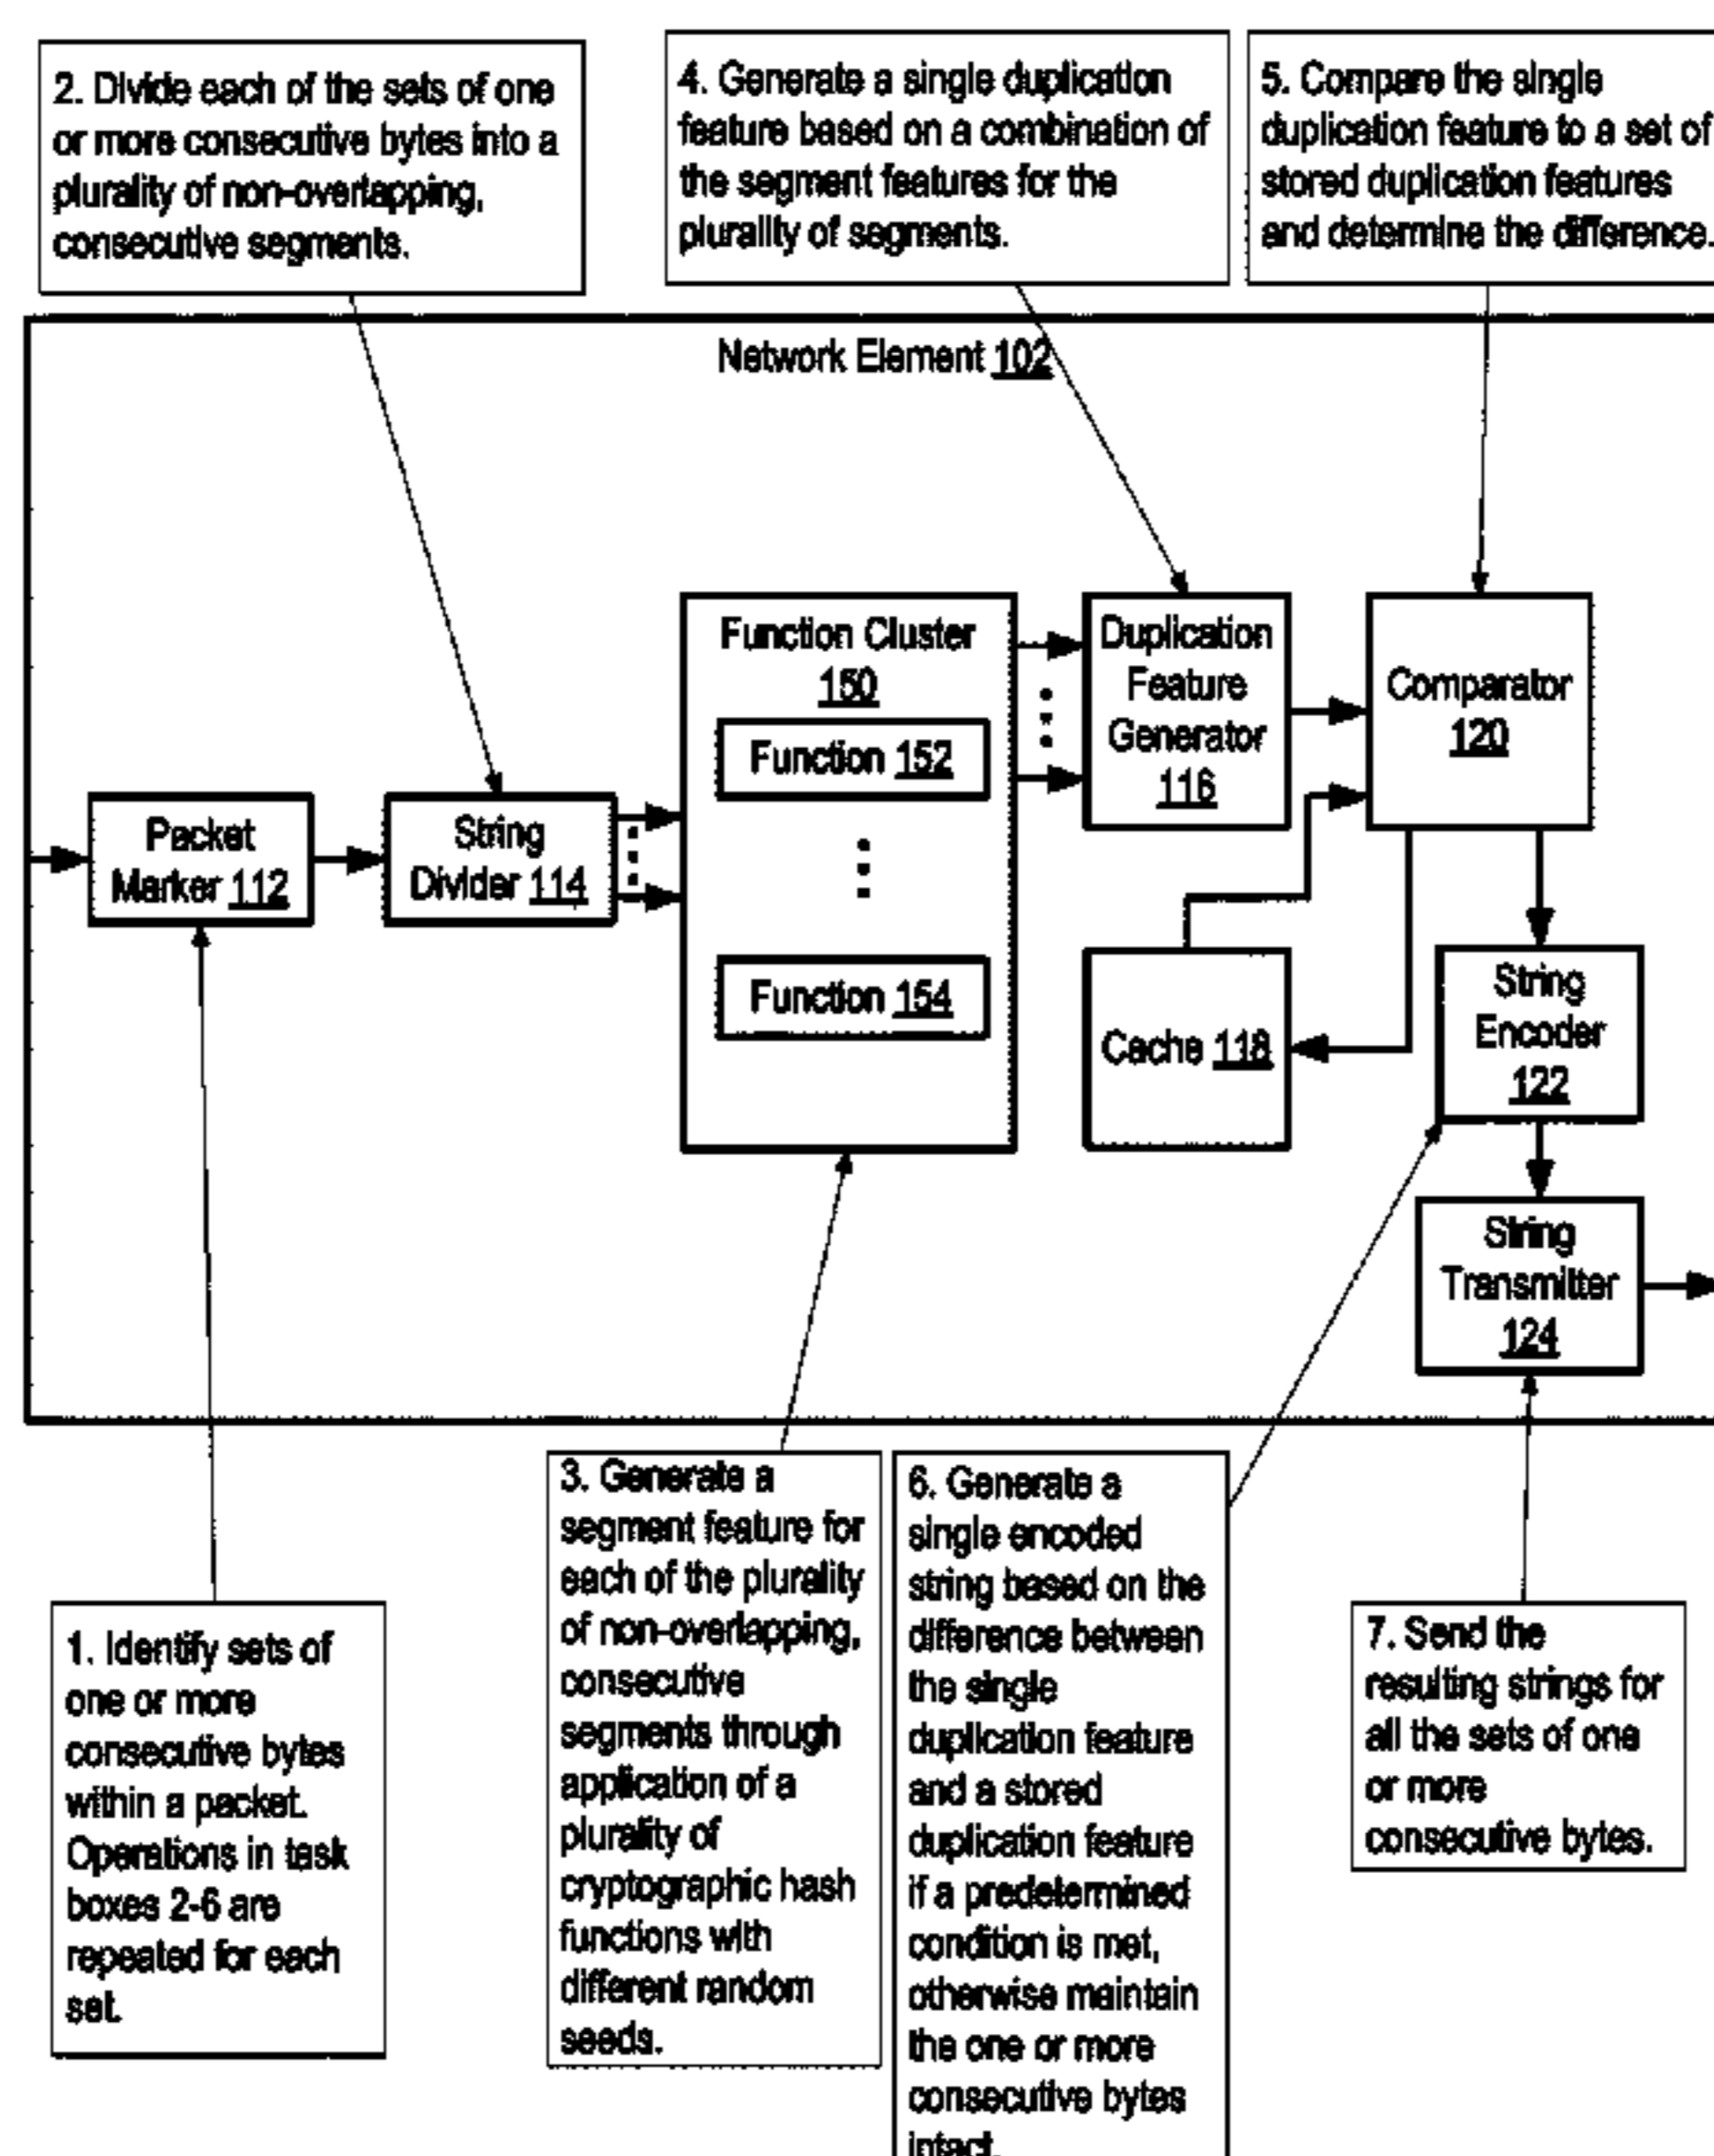 2. Divide each of the sets of one
or more consecutive bytes into a
plurality of non-overlapping,
consecutive segments.
4. Generate a single duplication
feature based on a combination of
the segment features for the
plurality of segments.
5. Compare the single
duplication feature to a set of
stored duplication features
and determine the difference.
Network Element 102
Function Cluster
150
Function 152
Function 154
Duplication
Feature
Generator
116
Comparator
120
Packet
Marker 112
String
Divider 114
Cache 118
String
Encoder
122
String
Transmitter
124
1. Identify sets of
one or more
consecutive bytes
within a packet.
Operations in task
boxes 2-6 are
repeated for each
set.
3. Generate a
segment feature for
each of the plurality
of non-overlapping,
consecutive
segments through
application of a
plurality of
cryptographic hash
functions with
different random
seeds.
6. Generate a
single encoded
string based on the
difference between
the single
duplication feature
and a stored
duplication feature
if a predetermined
condition is met,
otherwise maintain
the one or more
consecutive bytes
intact.
7. Send the
resulting strings for
all the sets of one
or more
consecutive bytes.